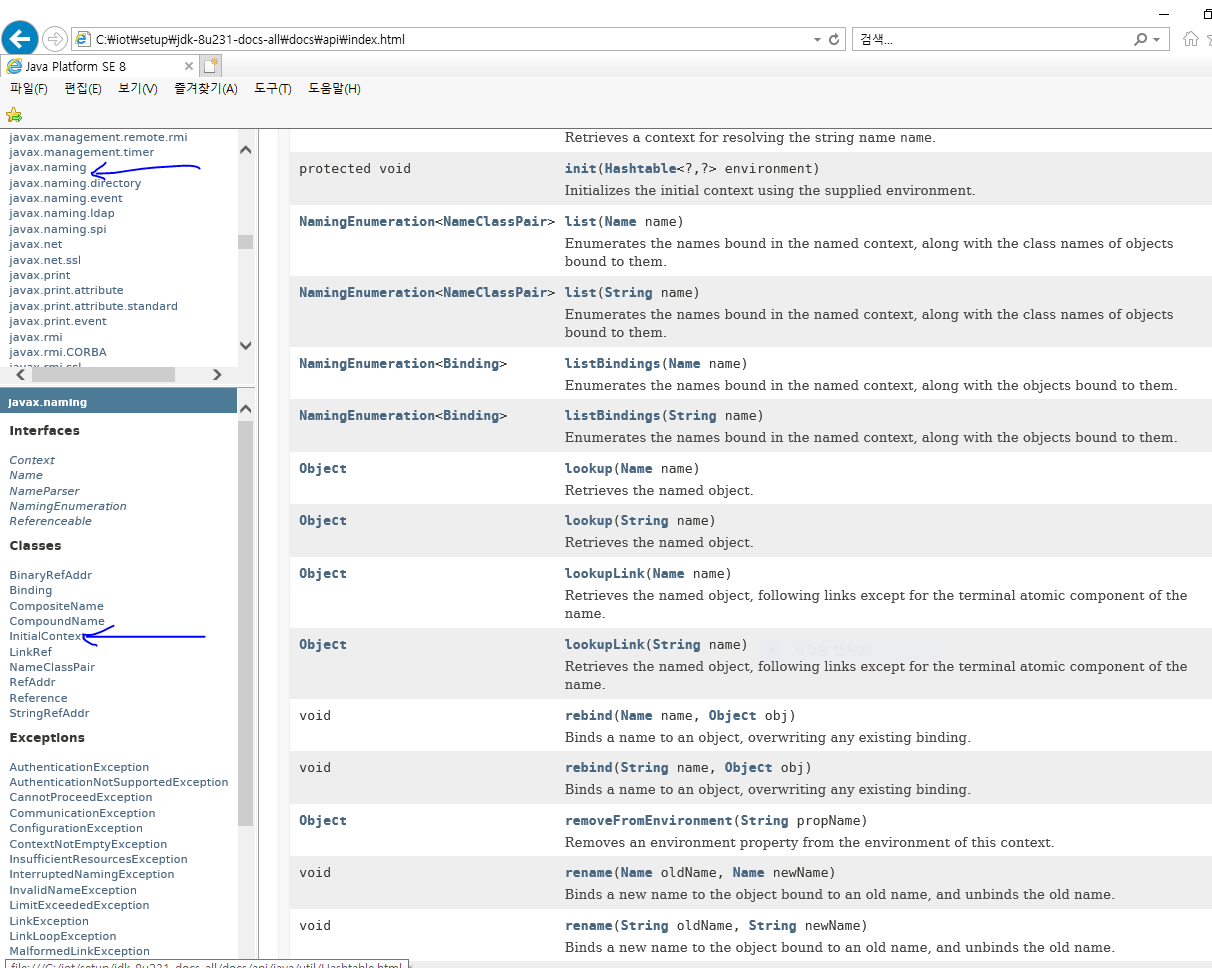 C:₩iot₩setup₩jdk-8u231-docs-all₩docs₩api₩index.html
검색...
Java Platform SE 8
파일(F) 편집(E) 보기(V) 즐겨찾기(A) 도구(T) 도움말(H)
javax.management.remote.rmi
javax.management.timer
javax.naming
javax.naming.directory
javax.naming.event
javax.naming.ldap
javax.naming.spi
javax.net
javax.net.ssl
javax.print
javax.print.attribute
javax.print.attribute.standard
javax.print.event
javax.rmi
javax.rmi.CORBA
javax.rmi.ssl
javax.naming
Interfaces
Context
Name
NameParser
NamingEnumeration
Referenceable
Classes
BinaryRefAddr
Binding
CompositeName
CompoundName
InitialContext
LinkRef
NameClassPair
RefAddr
Reference
StringRefAddr
Exceptions
AuthenticationException
AuthenticationNotSupportedException
CannotProceedException
CommunicationException
ConfigurationException
ContextNotEmptyException
InsufficientResourcesException
InterruptedNamingException
InvalidNameException
LimitExceededException
LinkException
LinkLoopException
MalformedLinkException
Retrieves a context for resolving the string name name.
protected void init(Hashtable<?,?> environment)
Initializes the initial context using the supplied environment.
NamingEnumeration<NameClassPair> list(Name name)
Enumerates the names bound in the named context, along with the class names of objects
bound to them.
NamingEnumeration<NameClassPair> list(String name)
Enumerates the names bound in the named context, along with the class names of objects
bound to them.
NamingEnumeration<Binding> listBindings(Name name)
Enumerates the names bound in the named context, along with the objects bound to them.
NamingEnumeration<Binding> listBindings(String name)
Enumerates the names bound in the named context, along with the objects bound to them.
Object lookup(Name name)
Retrieves the named object.
Object lookup(String name)
Retrieves the named object.
Object lookupLink(Name name)
Retrieves the named object, following links except for the terminal atomic component of the
name.
Object lookupLink(String name)
Retrieves the named object, following links except for the terminal atomic component of the
name.
void rebind(Name name, Object obj)
Binds a name to an object, overwriting any existing binding.
void rebind(String name, Object obj)
Binds a name to an object, overwriting any existing binding.
Object removeFromEnvironment(String propName)
Removes an environment property from the environment of this context.
void rename(Name oldName, Name newName)
Binds a new name to the object bound to an old name, and unbinds the old name.
void rename(String oldName, String newName)
Binds a new name to the object bound to an old name, and unbinds the old name.
file:///C:/iot/setup/jdk-8u231-docs-all/docs/api/java/util/Hashtable.html